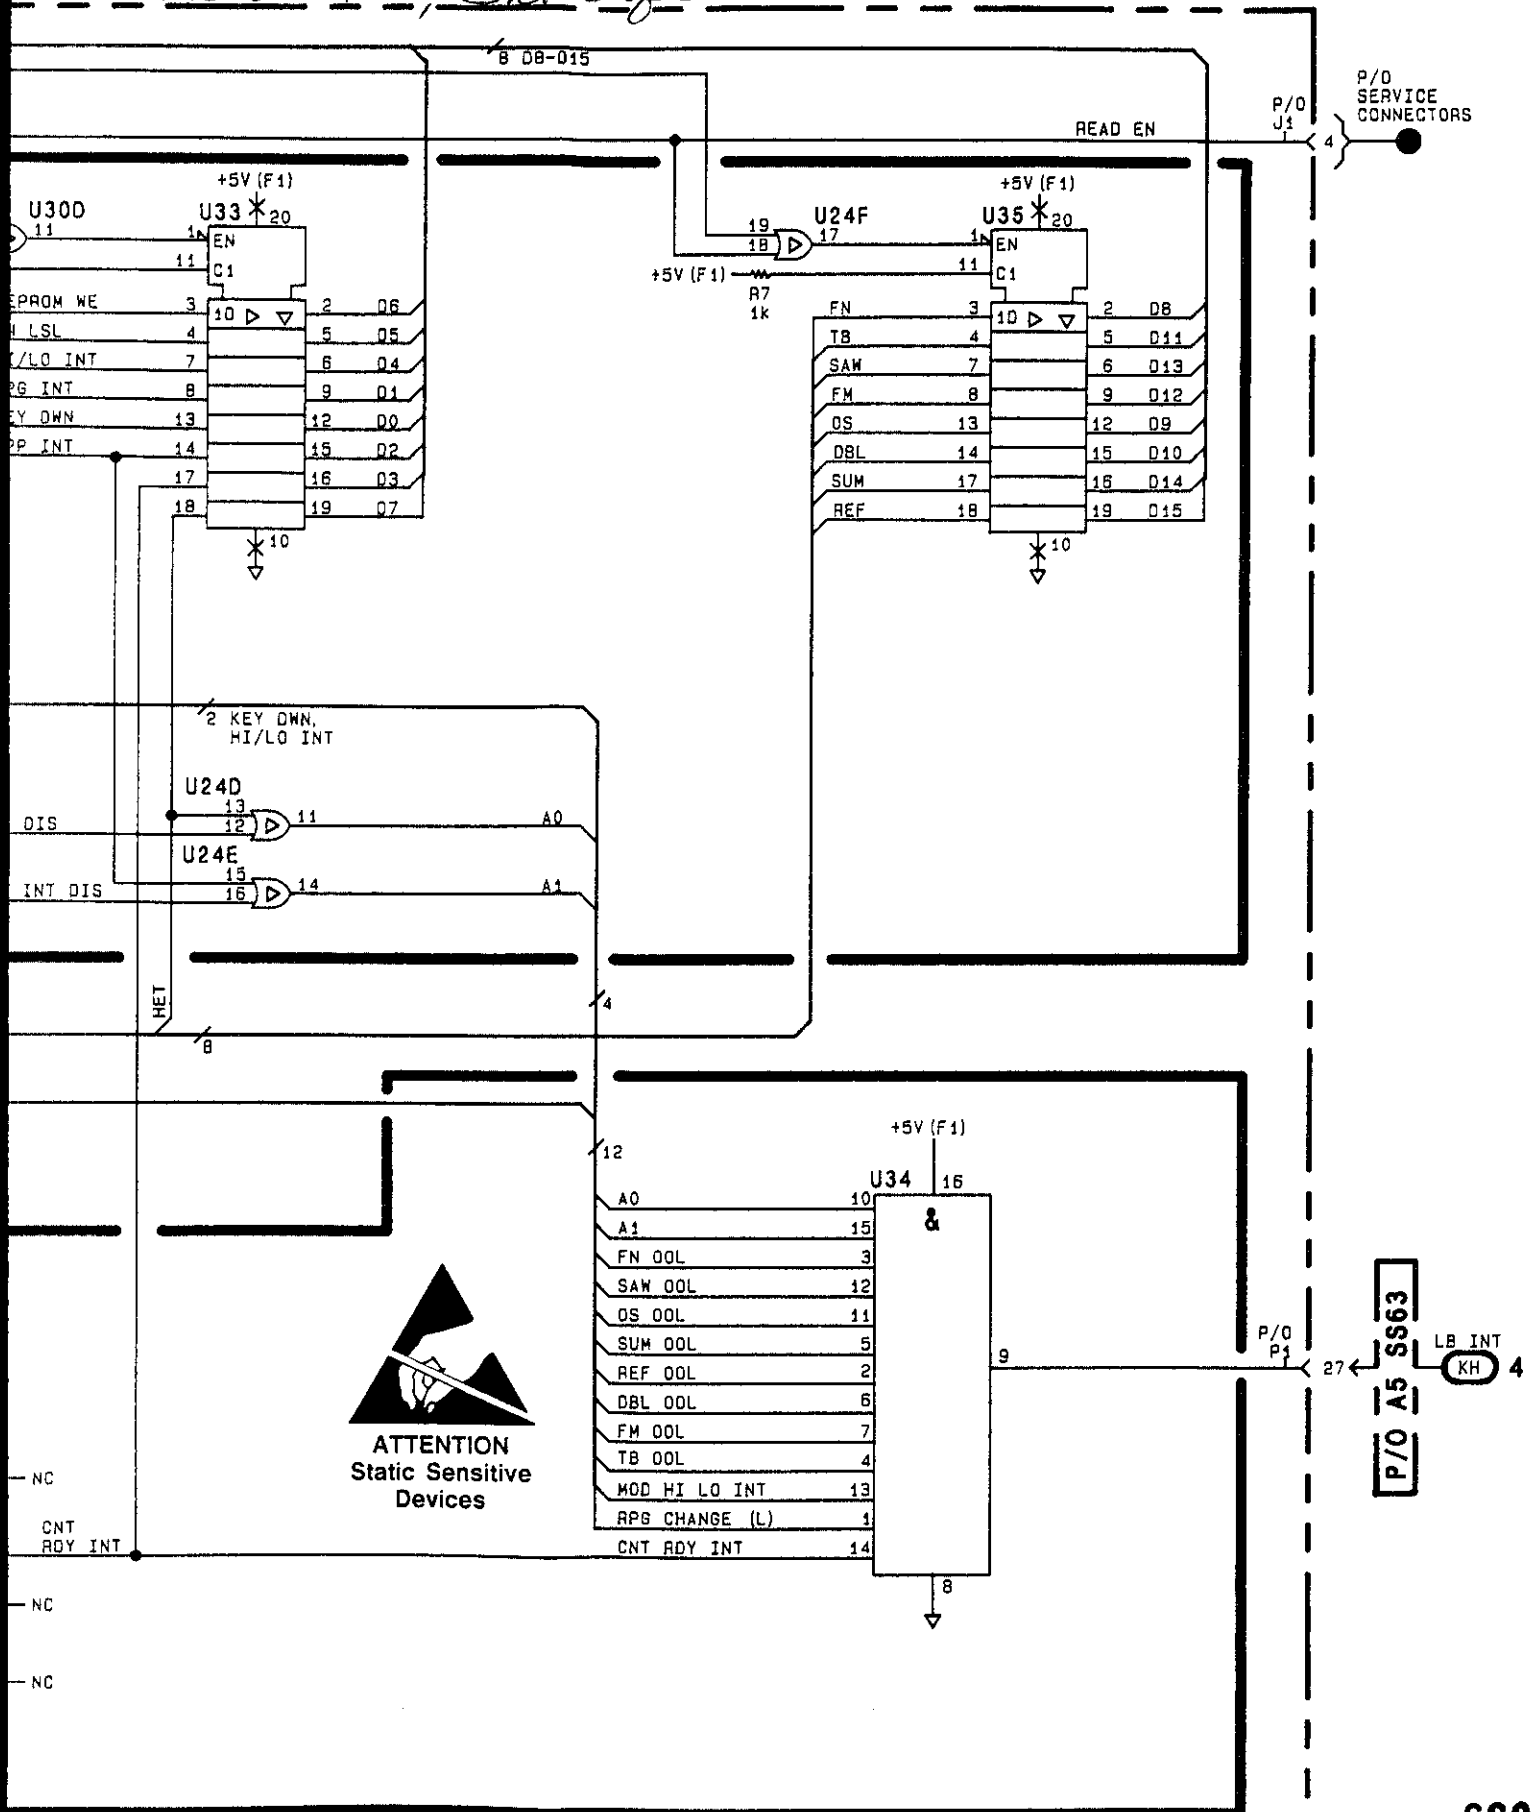 8 D8-D15
P/O
SERVICE
CONNECTORS
P/O
J1
READ EN
4
+5V (F1)
U30D
11
U33
20
1
EN
11
C1
EPROM WE
3
1D
2
D6
LSL
4
5
D5
I/LO INT
7
6
D4
PG INT
8
9
D1
EY DWN
13
12
D0
PP INT
14
15
D2
17
16
D3
18
19
D7
10
+5V (F1)
U24F
19
18
17
U35
20
1
EN
+5V (F1)
R7
1k
11
C1
FN
3
1D
2
D8
TB
4
5
D11
SAW
7
6
D13
FM
8
9
D12
OS
13
12
D9
DBL
14
15
D10
SUM
17
16
D14
REF
18
19
D15
10
2 KEY DWN,
HI/LO INT
U24D
13
12
11
DIS
A0
U24E
15
16
14
INT DIS
A1
HET
4
8
12
+5V (F1)
U34
16
&
A0
10
A1
15
FN OOL
3
SAW OOL
12
OS OOL
11
SUM OOL
5
REF OOL
2
DBL OOL
6
FM OOL
7
TB OOL
4
MOD HI LO INT
13
RPG CHANGE (L)
1
CNT RDY INT
14
9
8
P/O
P1
27
P/O A5 SS63
LB INT
KH
4
ATTENTION
Static Sensitive
Devices
NC
CNT
RDY INT
NC
NC